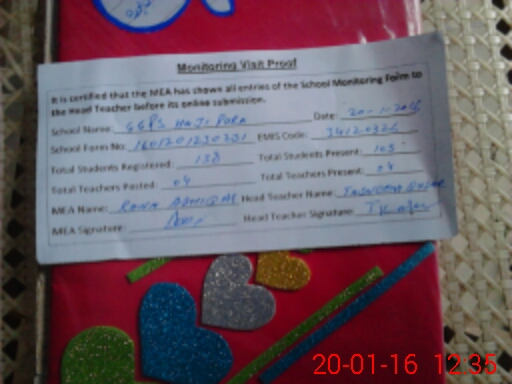 Monitoring Visit Proof
It is certified that the MEA has shown all entries of the School Monitoring Form to
the Head Teacher before its online submission.
School Name: GGPS HAJI PURA Date: 20-1-2016
School Form No: EMIS Code:
Total Students Registered: 138 Total Students Present: 105
Total Teachers Posted: 04 Total Teachers Present: 04
MEA Name: RANA Head Teacher Name:
MEA Signature: Head Teacher Signature:
20-01-16 12:35